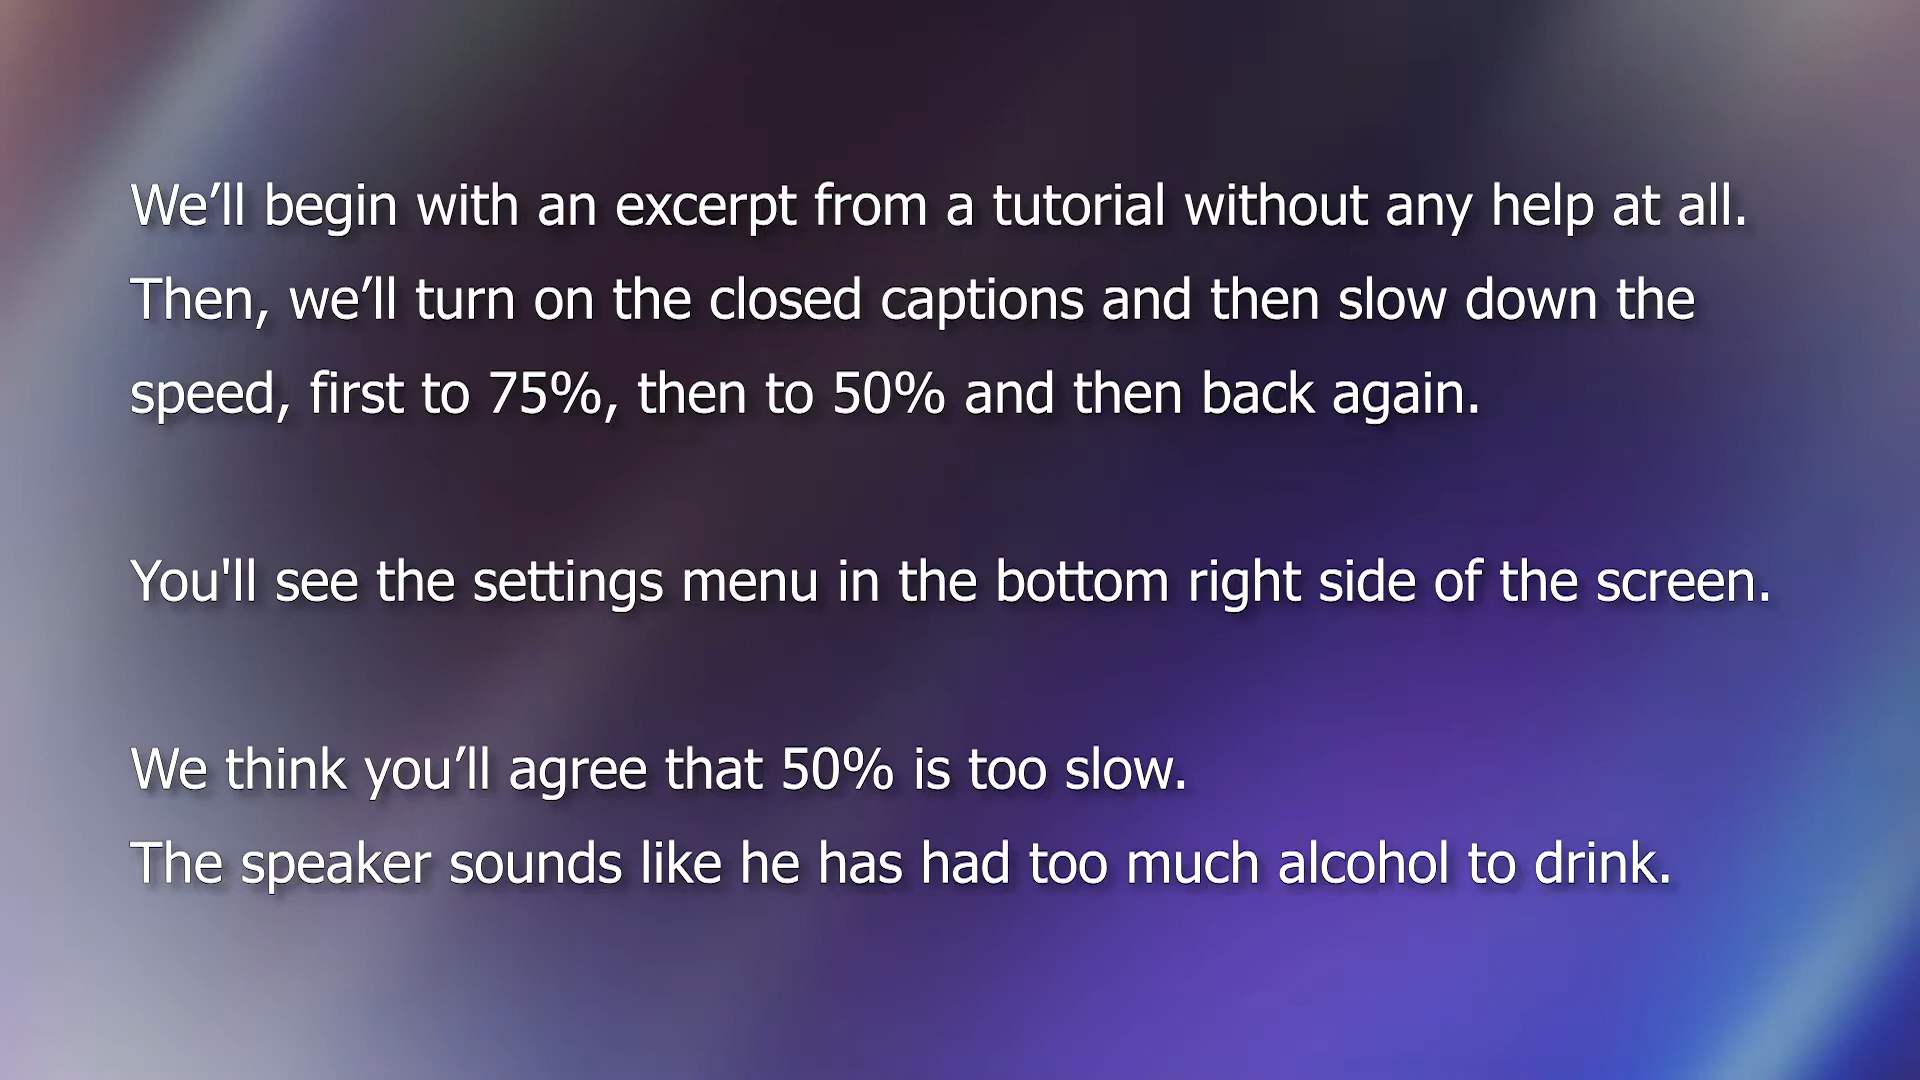 We’ll begin with an excerpt from a tutorial without any help at all.
Then, we’ll turn on the closed captions and then slow down the
speed, first to 75%, then to 50% and then back again.
You'll see the settings menu in the bottom right side of the screen.
We think you’ll agree that 50% is too slow.
The speaker sounds like he has had too much alcohol to drink.